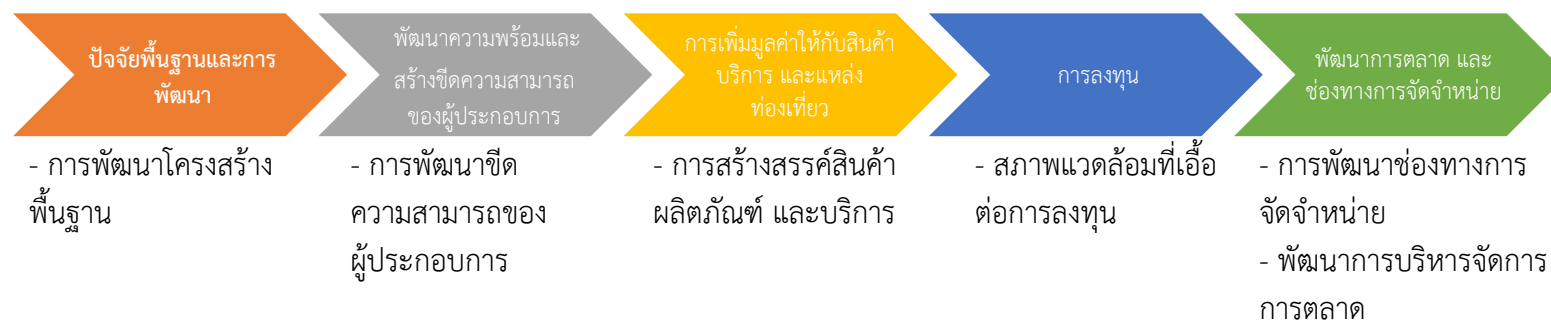 ปัจจัยพื้นฐานและการ
พัฒนา
- การพัฒนาโครงสร้าง
พื้นฐาน
พัฒนาความพร้อมและ
สร้างขีดความสามารถ
ของผู้ประกอบการ
- การพัฒนาขีด
ความสามารถของ
ผู้ประกอบการ
การเพิ่มมูลค่าให้กับสินค้า
บริการ และแหล่ง
ท่องเที่ยว
- การสร้างสรรค์สินค้า
ผลิตภัณฑ์ และบริการ
การลงทุน
- สภาพแวดล้อมที่เอื้อ
ต่อการลงทุน
พัฒนาการตลาด และ
ช่องทางการจัดจำหน่าย
- การพัฒนาช่องทางการ
จัดจำหน่าย
- พัฒนาการบริหารจัดการ
การตลาด